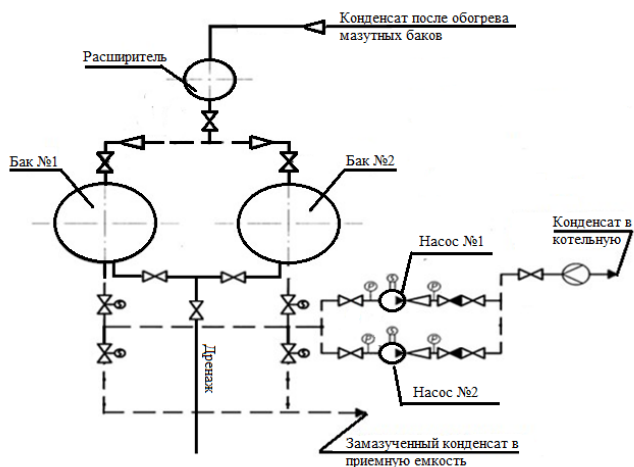 Конденсат после обогрева
мазутных баков
Расширитель
Бак №1
Бак №2
Конденсат в
котельную
Насос №1
P
S
P
P
S
P
Дренаж
Насос №2
Замазученный конденсат в
приемную емкость